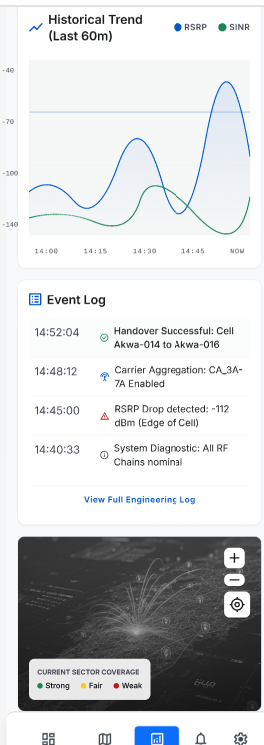 Historical Trend
(Last 60m)
RSRP
SINR
-40
-70
-100
-140
14:00
14:15
14:30
14:45
NOW
Event Log
14:52:04
Handover Successful: Cell
Akwa-014 to Akwa-016
14:48:12
Carrier Aggregation: CA_3A-
7A Enabled
14:45:00
RSRP Drop detected: -112
dBm (Edge of Cell)
14:40:33
System Diagnostic: All RF
Chains nominal
View Full Engineering Log
CURRENT SECTOR COVERAGE
Strong
Fair
Weak